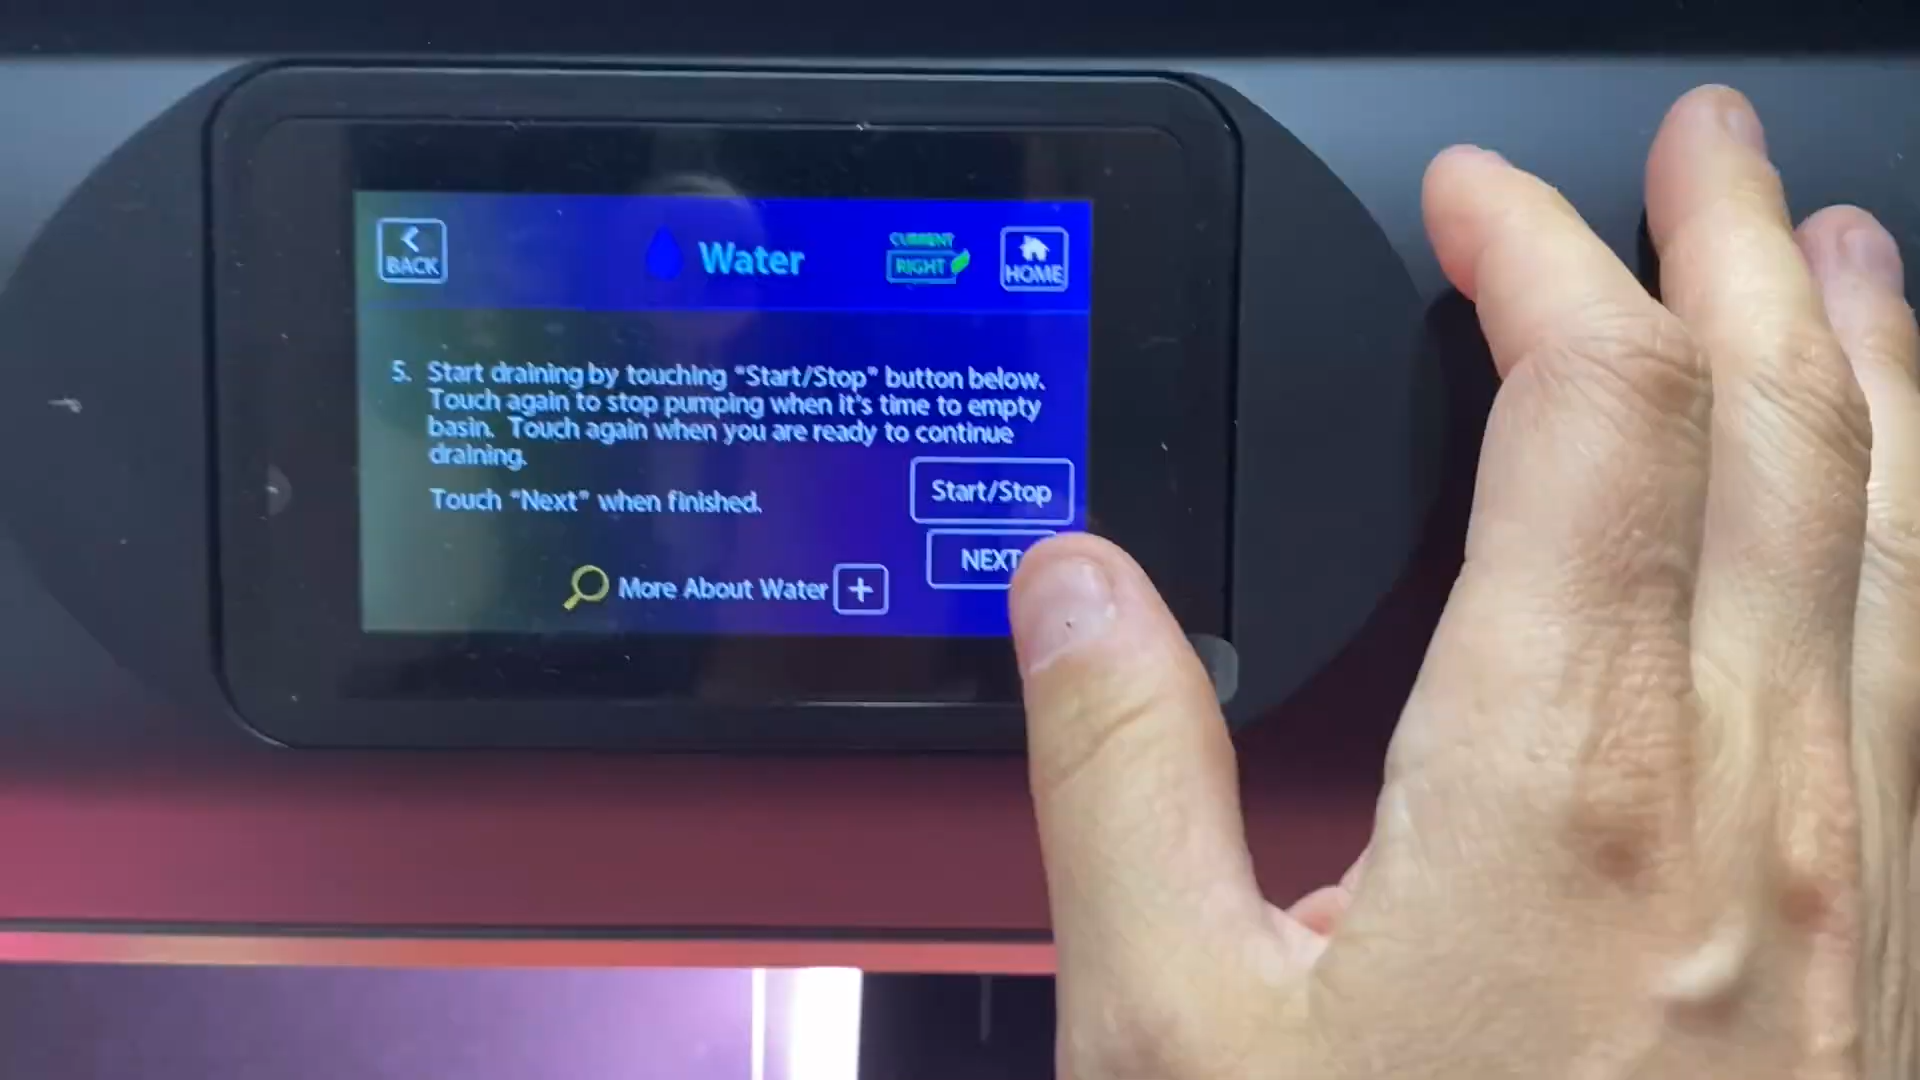 BACK
Water
CURRENT
RIGHT
HOME
5. Start draining by touching "Start/Stop" button below.
Touch again to stop pumping when it's time to empty
basin. Touch again when you are ready to continue
draining.
Start/Stop
Touch "Next" when finished.
NEXT
More About Water +